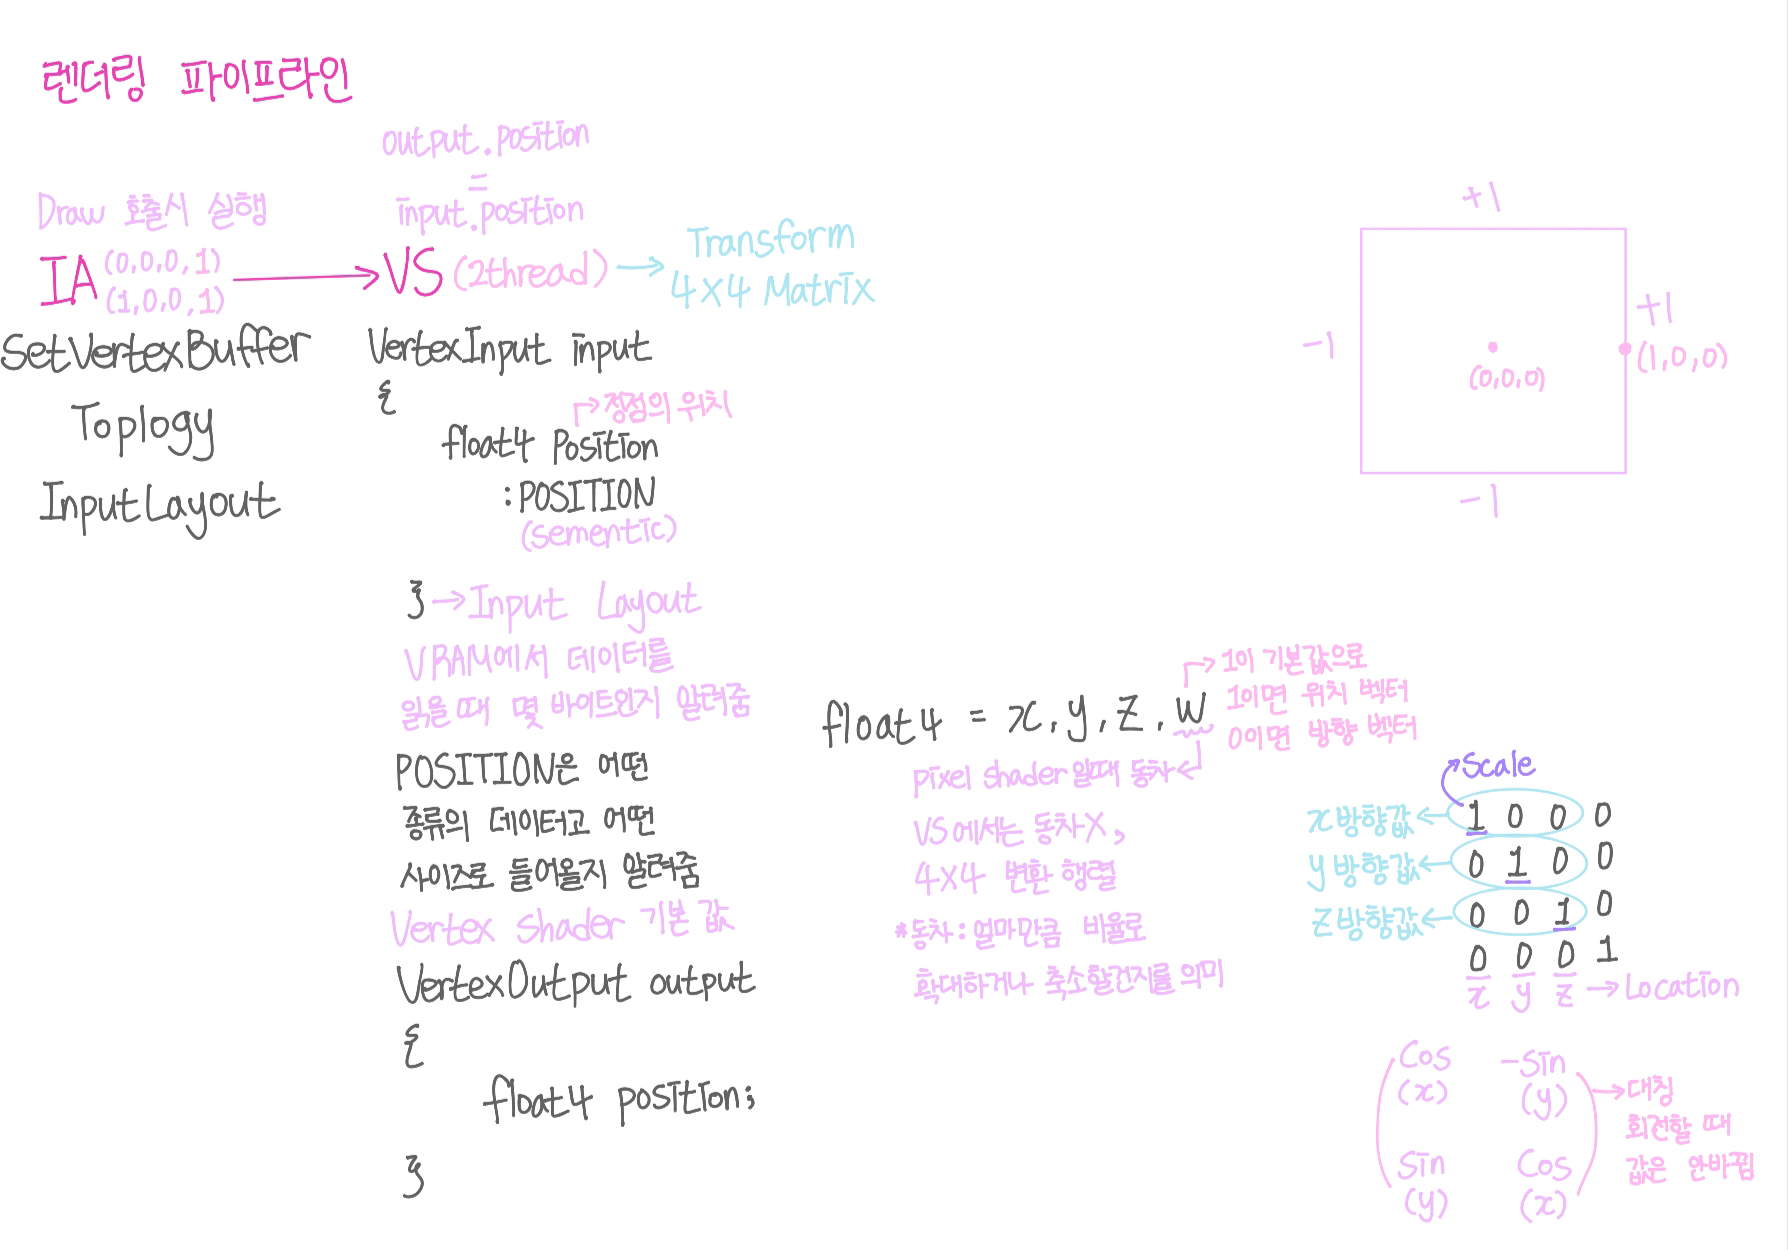 렌더링 파이프라인
Draw 호출시 실행
IA (0,0,0,1)
(1,0,0,1)
SetVertexBuffer
Toplogy
InputLayout
output.position
=
input.position
VS (2thread)
Transform
4X4 Matrix
VertexInput input
{
정점의 위치
float4 Position
:POSITION
(sementic)
} → Input Layout
VRAM에서 데이터를
읽을 때 몇 바이트인지 알려줌
POSITION은 어떤
종류의 데이터고 어떤
사이즈로 들어올지 알려줌
Vertex Shader 기본 값
VertexOutput output
{
float4 position;
}
float4 = x, y, z, w
1이 기본값으로
1이면 위치 벡터
0이면 방향 벡터
pixel shader 일때 동차
VS에서는 동차X,
4X4 변환 행렬
*동차: 얼마만큼 비율로
확대하거나 축소할건지를 의미
+1
-1
+1
(0,0,0)
(1,0,0)
-1
Scale
x 방향값 1 0 0 0
y 방향값 0 1 0 0
z 방향값 0 0 1 0
0 0 0 1
x y z → Location
Cos -Sin
(x) (y)
Sin Cos
(y) (x)
대칭
회전할 때
값은 안바뀜